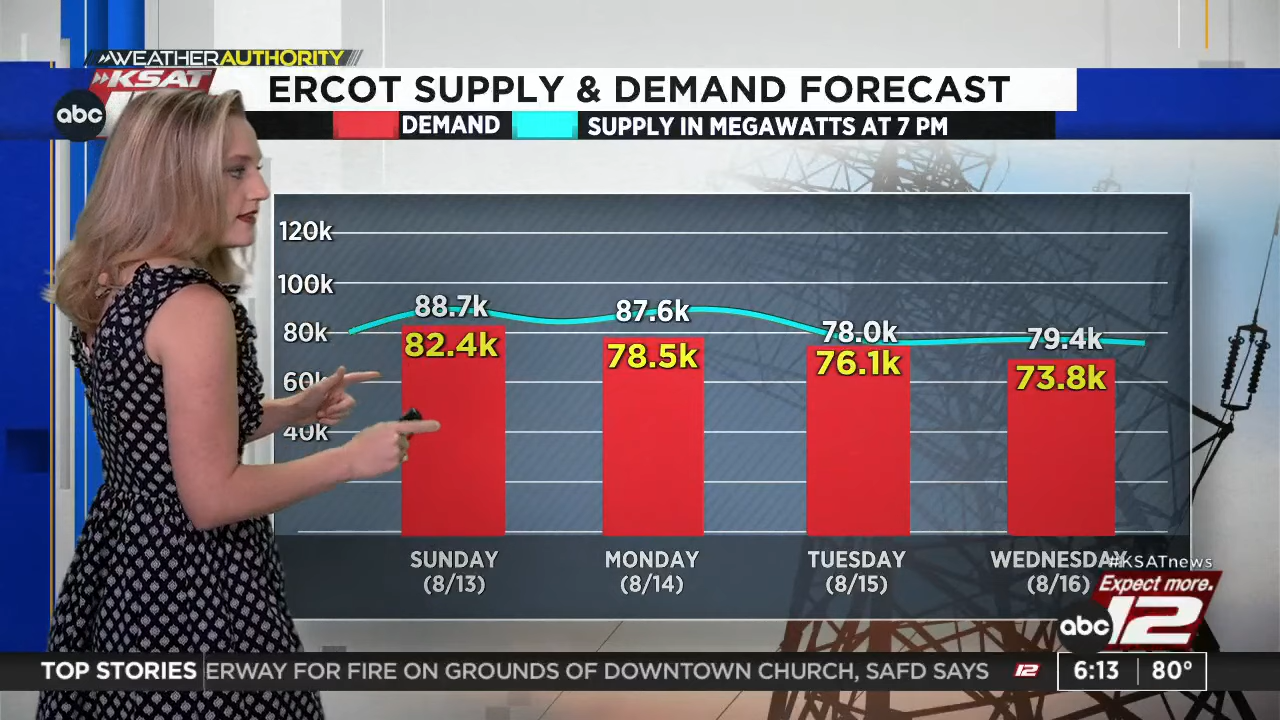 WEATHERAUTHORITY
KSAT
abc
ERCOT SUPPLY & DEMAND FORECAST
DEMAND
SUPPLY IN MEGAWATTS AT 7 PM
120k
100k
80k
60k
40k
88.7k
82.4k
87.6k
78.5k
78.0k
76.1k
79.4k
73.8k
SUNDAY
(8/13)
MONDAY
(8/14)
TUESDAY
(8/15)
WEDNESDAY
(8/16)
#KSATnews
Expect more.
abc 12
TOP STORIES
ERWAY FOR FIRE ON GROUNDS OF DOWNTOWN CHURCH, SAFD SAYS 12
6:13 80°